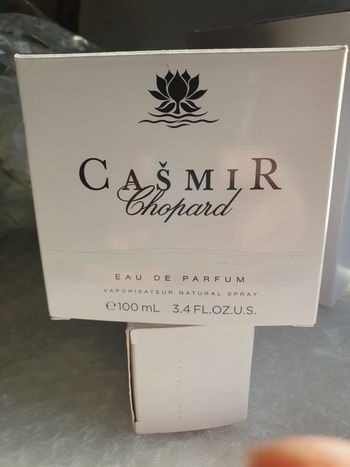 CAŠMIR
Chopard
EAU DE PARFUM
VAPORISATEUR NATURAL SPRAY
℮100 mL 3.4 FL.OZ.U.S.